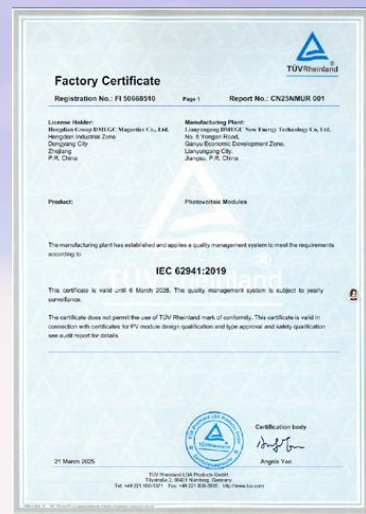 TÜVRheinland
Factory Certificate
Registration No.: FI 50668510 Page 1 Report No.: CN25NMUR 001
License Holder:
Hengdian Group DMEGC Magnetics Co., Ltd.
Hengdian Industrial Zone
Dongyang City
Zhejiang
P.R. China
Manufacturing Plant:
Lianyungang DMEGC New Energy Technology Co., Ltd.
No. 6 Yongan Road,
Ganyu Economic Development Zone,
Lianyungang City,
Jiangsu, P.R. China
Product: Photovoltaic Modules
The manufacturing plant has established and applies a quality management system to meet the requirements
according to
IEC 62941:2019
This certificate is valid until 6 March 2028. The quality management system is subject to yearly
surveillance.
The certificate does not permit the use of TÜV Rheinland mark of conformity. This certificate is valid in
connection with certificates for PV module design qualification and type approval and safety qualification
see audit report for details.
Certification body
21 March 2025
Angela Yeo
TÜV Rheinland LGA Products GmbH
Tillystraße 2, 90431 Nürnberg, Germany